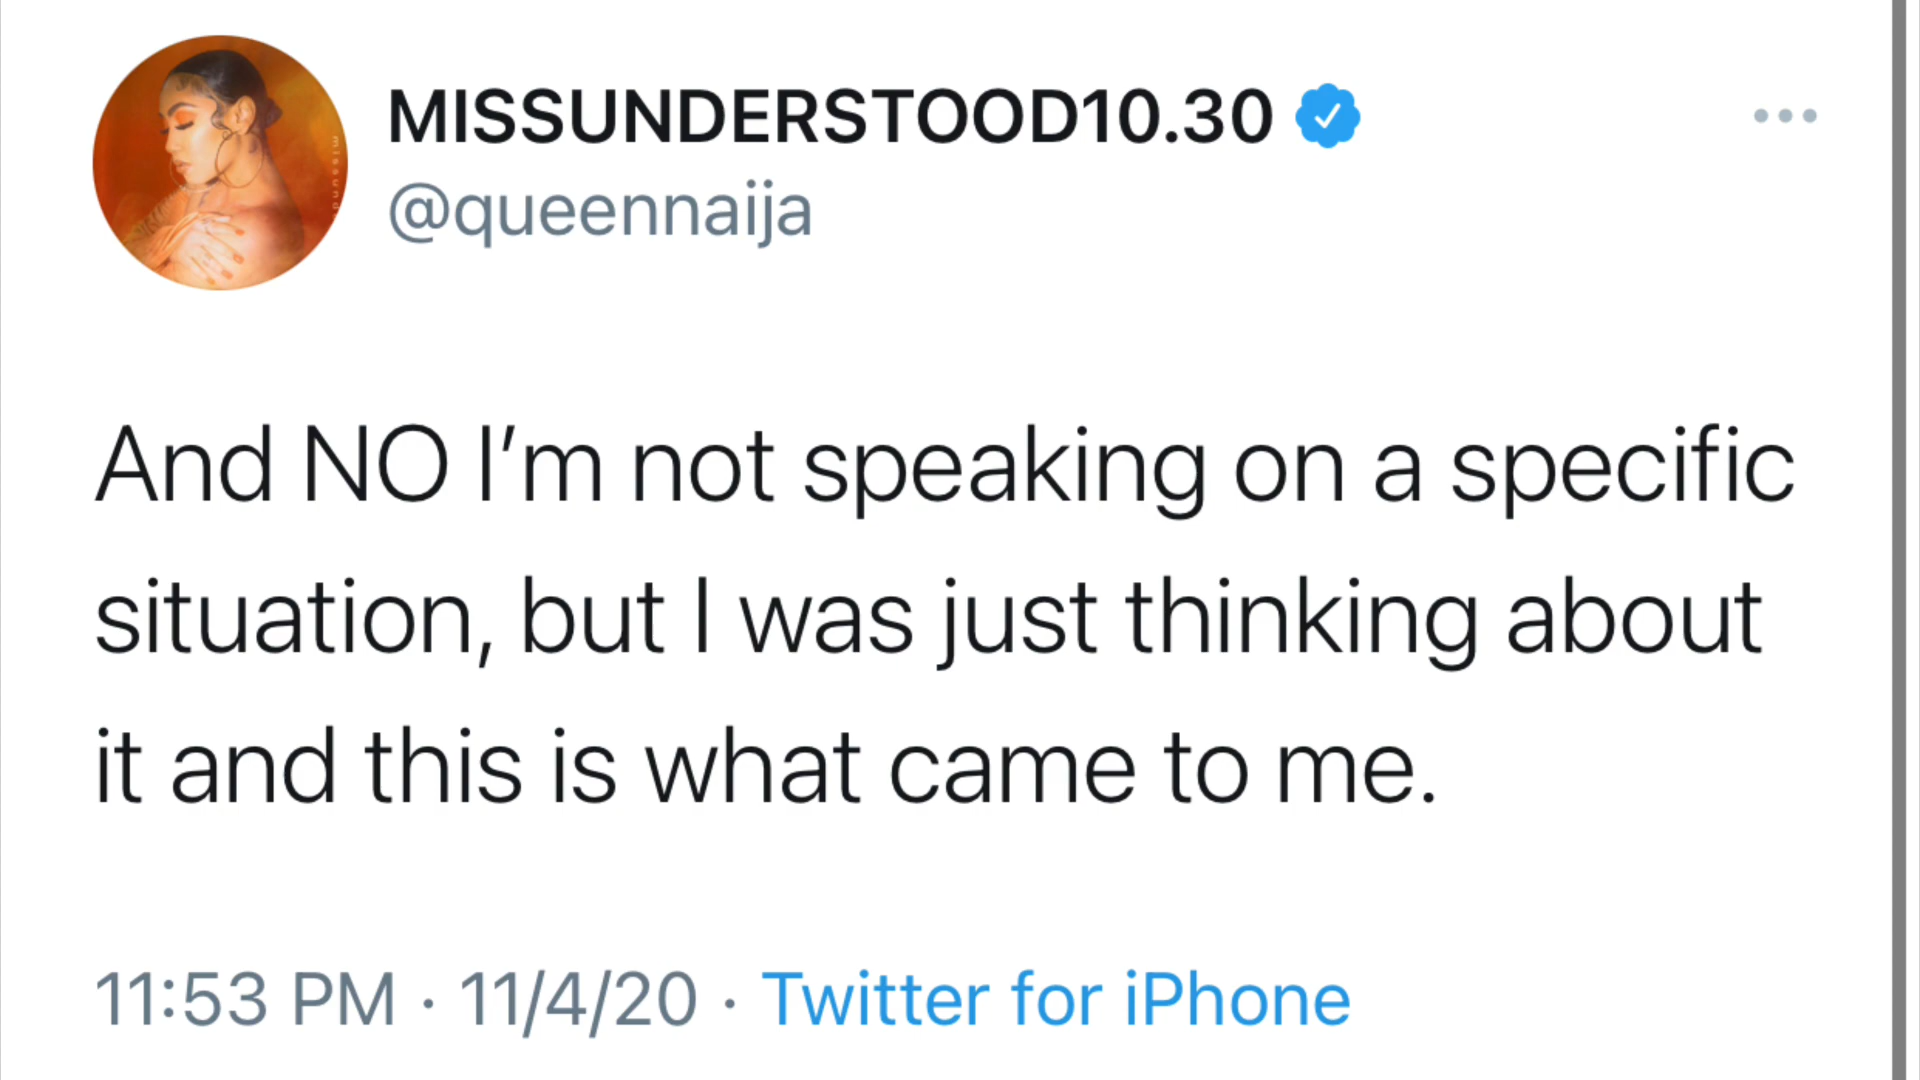 MISSUNDERSTOOD10.30
@queennaija
And NO I’m not speaking on a specific
situation, but I was just thinking about
it and this is what came to me.
11:53 PM · 11/4/20 · Twitter for iPhone